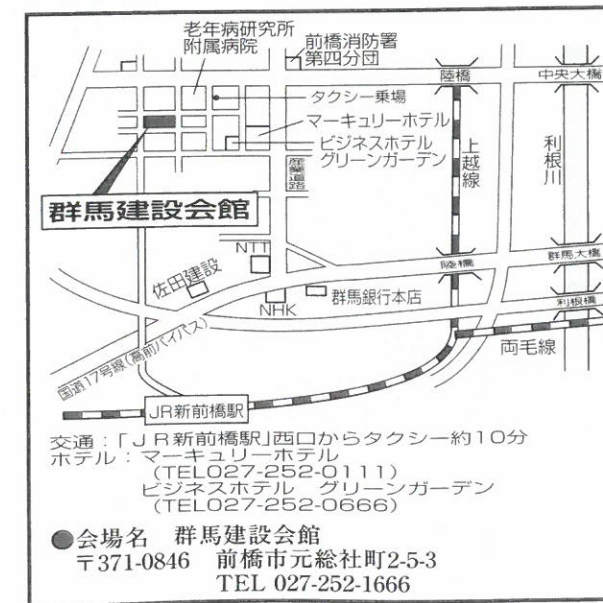 老年病研究所
附属病院
前橋消防署
第四分団
陸橋
中央大橋
タクシー乗場
マーキュリーホテル
ビジネスホテル
グリーンガーデン
上越線
利根川
産業道路
群馬建設会館
NTT
陸橋
群馬大橋
佐田建設
群馬銀行本店
利根橋
NHK
国道17号線(高前バイパス)
両毛線
JR新前橋駅
交通:「JR新前橋駅」西口からタクシー約10分
ホテル:マーキュリーホテル
(TEL027-252-0111)
ビジネスホテル グリーンガーデン
(TEL027-252-0666)
●会場名 群馬建設会館
〒371-0846 前橋市元総社町2-5-3
TEL 027-252-1666